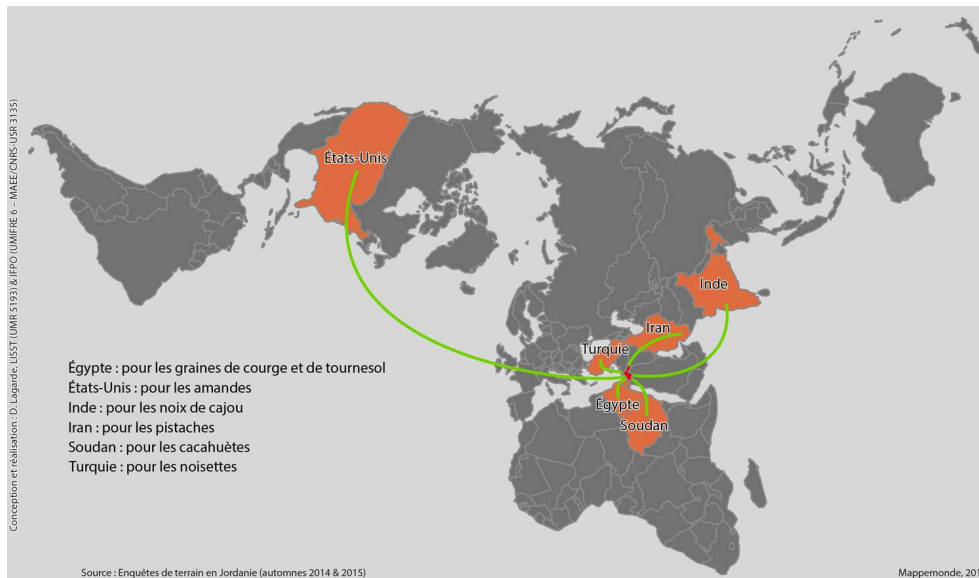 Conception et réalisation : D. Lagarde, LISST (UMR 5193) & IFPO (UMIFRE 6 – MAEE/CNRS-USR 3135)
États-Unis
Inde
Iran
Turquie
Égypte
Soudan
Égypte : pour les graines de courge et de tournesol
États-Unis : pour les amandes
Inde : pour les noix de cajou
Iran : pour les pistaches
Soudan : pour les cacahuètes
Turquie : pour les noisettes
Source : Enquêtes de terrain en Jordanie (automnes 2014 & 2015)
Mappemonde, 201